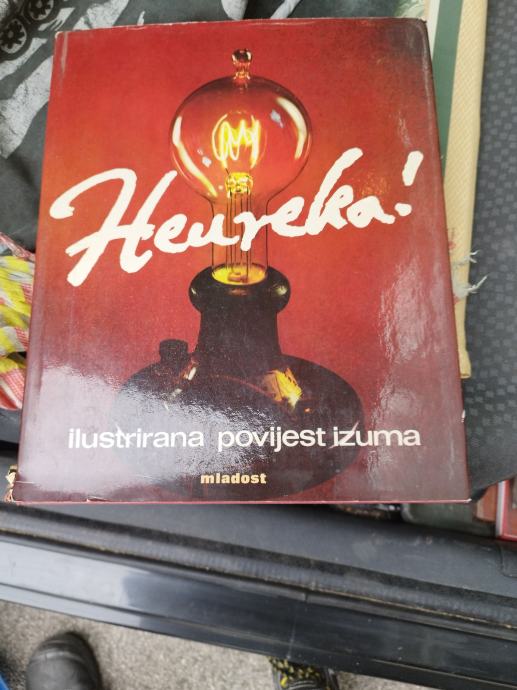 Heureka!
ilustrirana povijest izuma
mladost